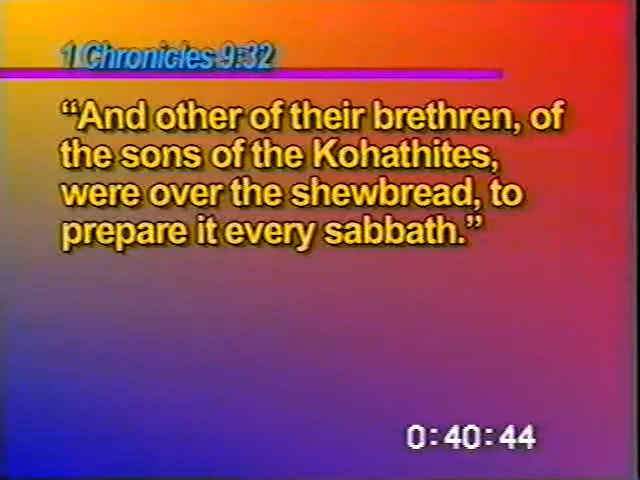 1 Chronicles 9:32
“And other of their brethren, of
the sons of the Kohathites,
were over the shewbread, to
prepare it every sabbath.”
0:40:44